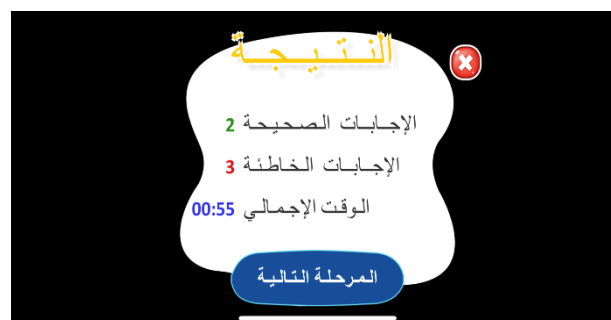 النتيجة
الإجابات الصحيحة 2
الإجابات الخاطئة 3
الوقت الإجمالي 00:55
المرحلة التالية